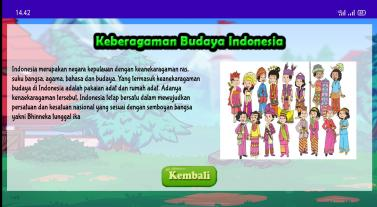 14.42
Keberagaman Budaya Indonesia
Indonesia merupakan negara kepulauan dengan keanekaragaman ras,
suku bangsa, agama, bahasa dan budaya. Yang termasuk keanekaragaman
budaya di Indonesia adalah pakaian adat dan rumah adat. Adanya
keanekaragaman tersebut, Indonesia tetap bersatu dalam mewujudkan
persatuan dan kesatuan nasional yang sesuai dengan semboyan bangsa
yakni Bhinneka tunggal ika
Kembali